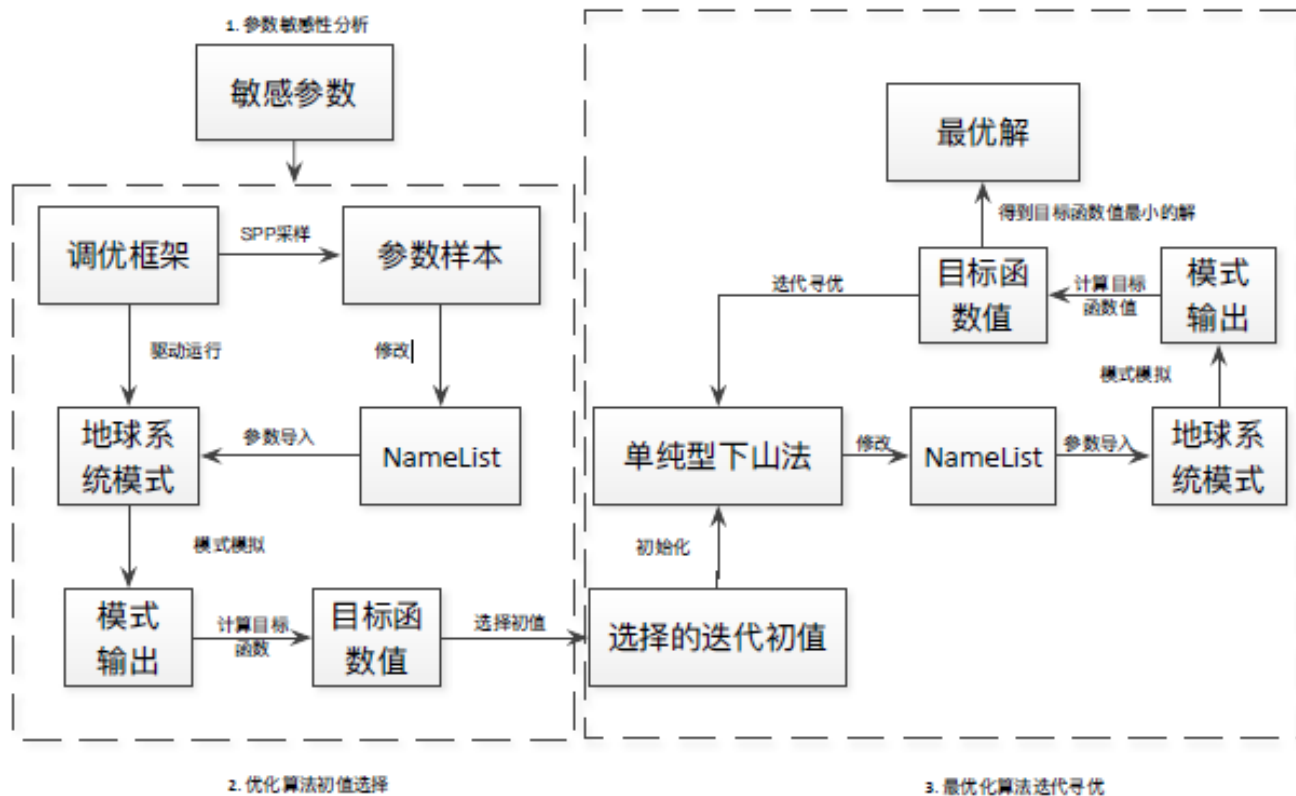 1. 参数敏感性分析
敏感参数
调优框架
SPP采样
参数样本
驱动运行
修改
地球系
统模式
参数导入
NameList
模式模拟
模式
输出
计算目标
函数
目标函
数值
选择初值
2. 优化算法初值选择
最优解
得到目标函数值最小的解
迭代寻优
目标函
数值
计算目标
函数值
模式
输出
模式模拟
单纯型下山法
修改
NameList
参数导入
地球系
统模式
初始化
选择的迭代初值
3. 最优化算法迭代寻优